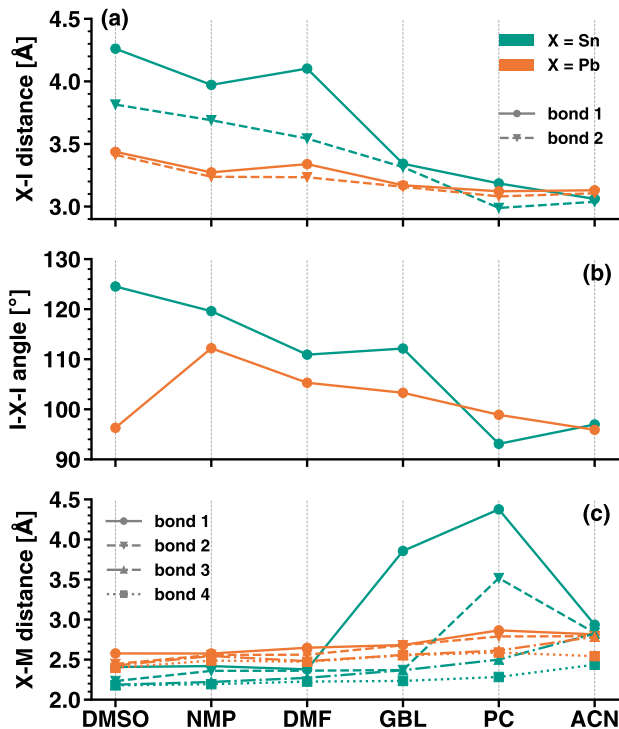 (a)
X = Sn
X = Pb
bond 1
bond 2
X-I distance [Å]
4.5
4.0
3.5
3.0
(b)
I-X-I angle [°]
130
120
110
100
90
(c)
bond 1
bond 2
bond 3
bond 4
X-M distance [Å]
4.5
4.0
3.5
3.0
2.5
2.0
DMSO NMP DMF GBL PC ACN